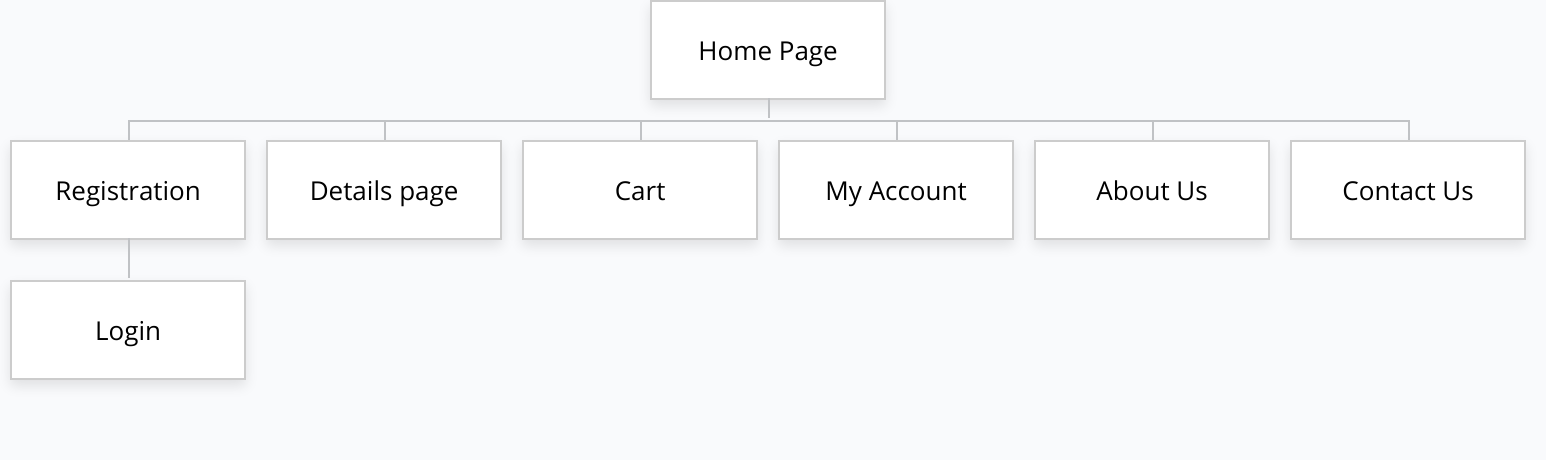 Home Page
Registration
Details page
Cart
My Account
About Us
Contact Us
Login